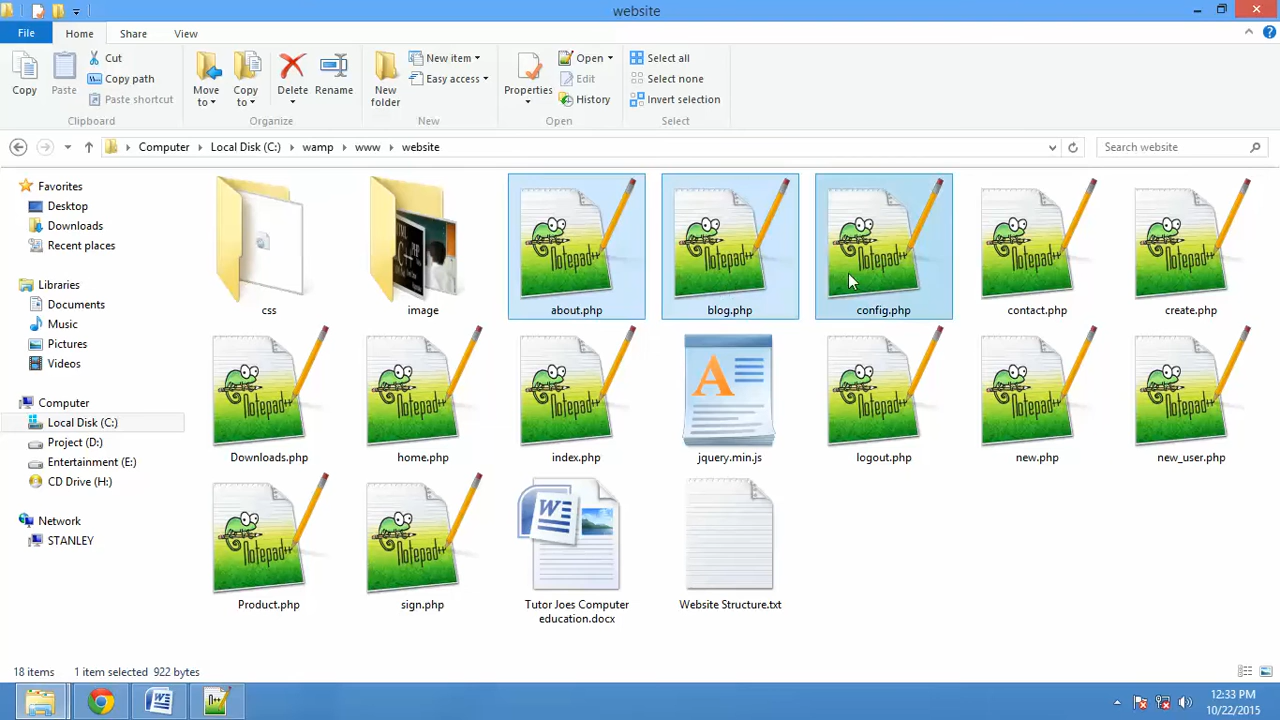 website
File Home Share View
Copy
Paste
Cut
Copy path
Paste shortcut
Clipboard
Move to
Copy to
Delete
Rename
Organize
New folder
New item
Easy access
New
Properties
Open
Edit
History
Open
Select all
Select none
Invert selection
Select
Computer Local Disk (C:) wamp www website
Search website
Favorites
Desktop
Downloads
Recent places
Libraries
Documents
Music
Pictures
Videos
Computer
Local Disk (C:)
Project (D:)
Entertainment (E:)
CD Drive (H:)
Network
STANLEY
css image about.php blog.php config.php contact.php create.php
Downloads.php home.php index.php jquery.min.js logout.php new.php new_user.php
Product.php sign.php Tutor Joes Computer education.docx Website Structure.txt
18 items 1 item selected 922 bytes
12:33 PM
10/22/2015